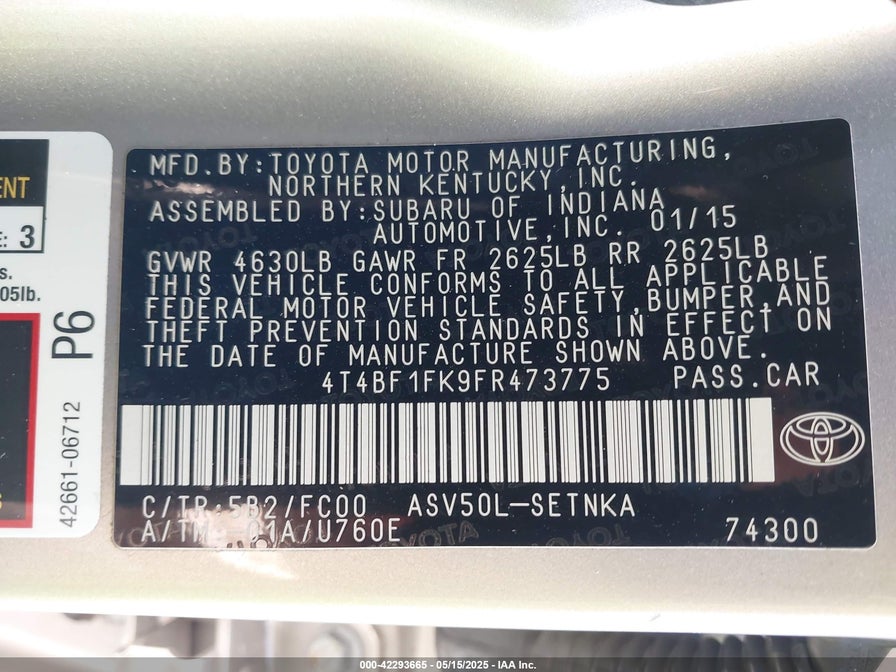 MFD.BY:TOYOTA MOTOR MANUFACTURING,
NORTHERN KENTUCKY,INC.
ASSEMBLED BY:SUBARU OF INDIANA
AUTOMOTIVE,INC. 01/15
GVWR 4630LB GAWR FR 2625LB RR 2625LB
THIS VEHICLE CONFORMS TO ALL APPLICABLE
FEDERAL MOTOR VEHICLE SAFETY,BUMPER,AND
THEFT PREVENTION STANDARDS IN EFFECT ON
THE DATE OF MANUFACTURE SHOWN ABOVE.
4T4BF1FK9FR473775 PASS.CAR
C/TR:5B2/FC00 ASV50L-SETNKA
A/TM 01A/U760E 74300
ENT
E: 3
s.
05lb.
P6
42661-06712
000-42293665 - 05/15/2025 - IAA Inc.